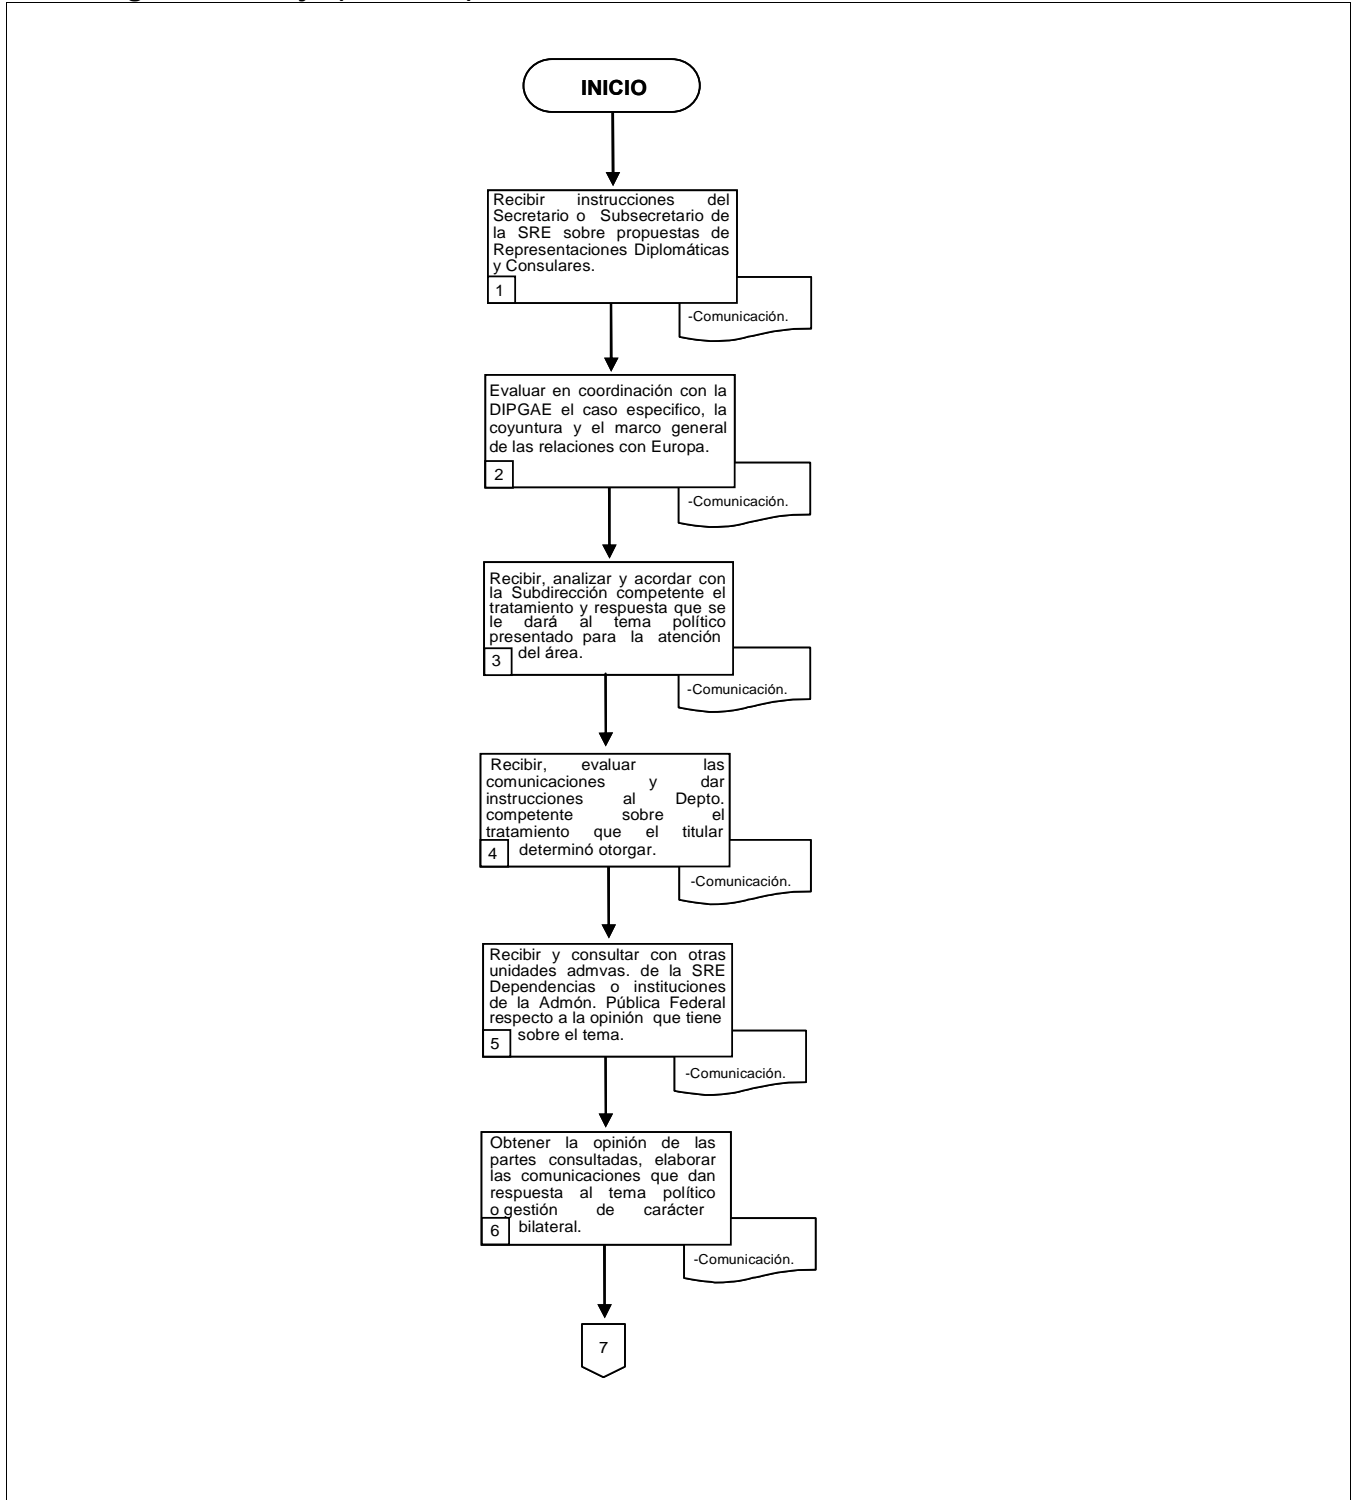 INICIO
Recibir instrucciones del
Secretario o Subsecretario de
la SRE sobre propuestas de
Representaciones Diplomáticas
y Consulares.
1
-Comunicación.
Evaluar en coordinación con la
DIPGAE el caso especifico, la
coyuntura y el marco general
de las relaciones con Europa.
2
-Comunicación.
Recibir, analizar y acordar con
la Subdirección competente el
tratamiento y respuesta que se
le dará al tema político
presentado para la atención
del área.
3
-Comunicación.
Recibir, evaluar las
comunicaciones y dar
instrucciones al Depto.
competente sobre el
tratamiento que el titular
determinó otorgar.
4
-Comunicación.
Recibir y consultar con otras
unidades admvas. de la SRE
Dependencias o instituciones
de la Admón. Pública Federal
respecto a la opinión que tiene
sobre el tema.
5
-Comunicación.
Obtener la opinión de las
partes consultadas, elaborar
las comunicaciones que dan
respuesta al tema político
o gestión de carácter
bilateral.
6
-Comunicación.
7